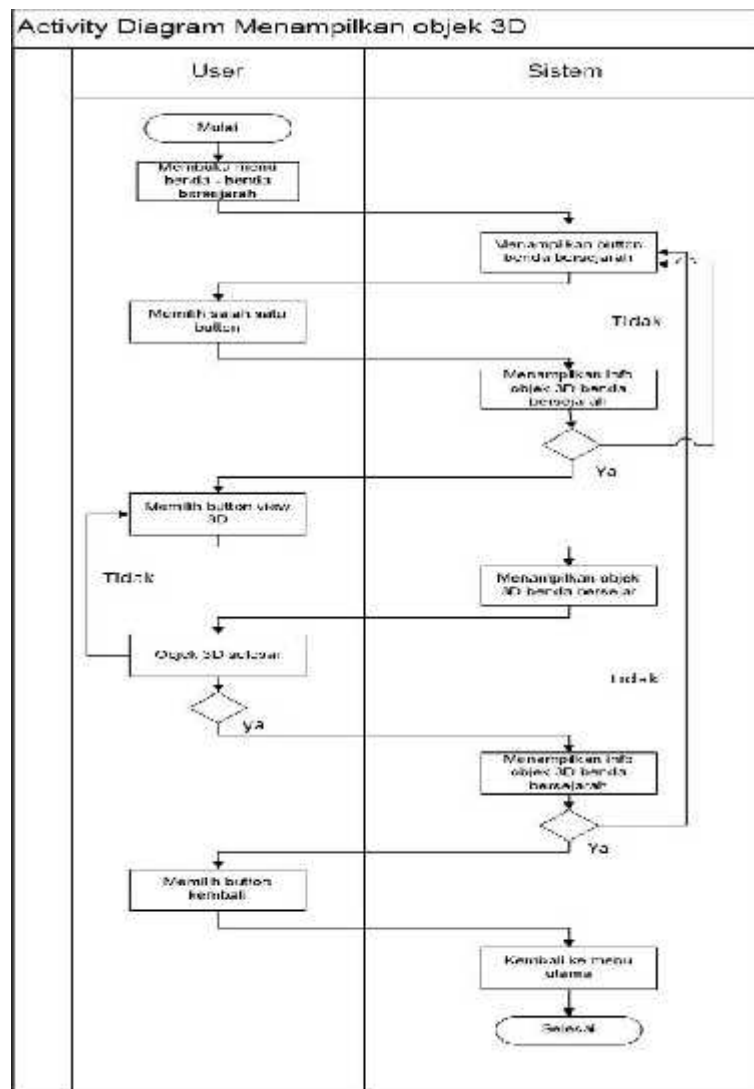 Activity Diagram Menampilkan objek 3D
User
Sistem
Mulai
Membuka menu
benda - benda
bersejarah
Menampilkan button
benda bersejarah
Memilih salah satu
button
Tidak
Menampilkan info
objek 3D benda
bersejarah
Ya
Memilih button view
3D
Tidak
Menampilkan objek
3D benda bersejar
Objek 3D selesai
tidak
ya
Menampilkan info
objek 3D benda
bersejarah
Ya
Memilih button
kembali
Kembali ke menu
utama
Selesai